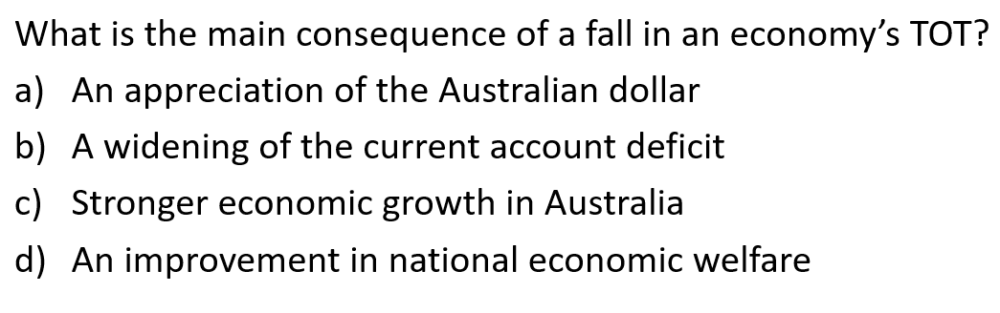 What is the main consequence of a fall in an economy’s TOT?
a) An appreciation of the Australian dollar
b) A widening of the current account deficit
c) Stronger economic growth in Australia
d) An improvement in national economic welfare